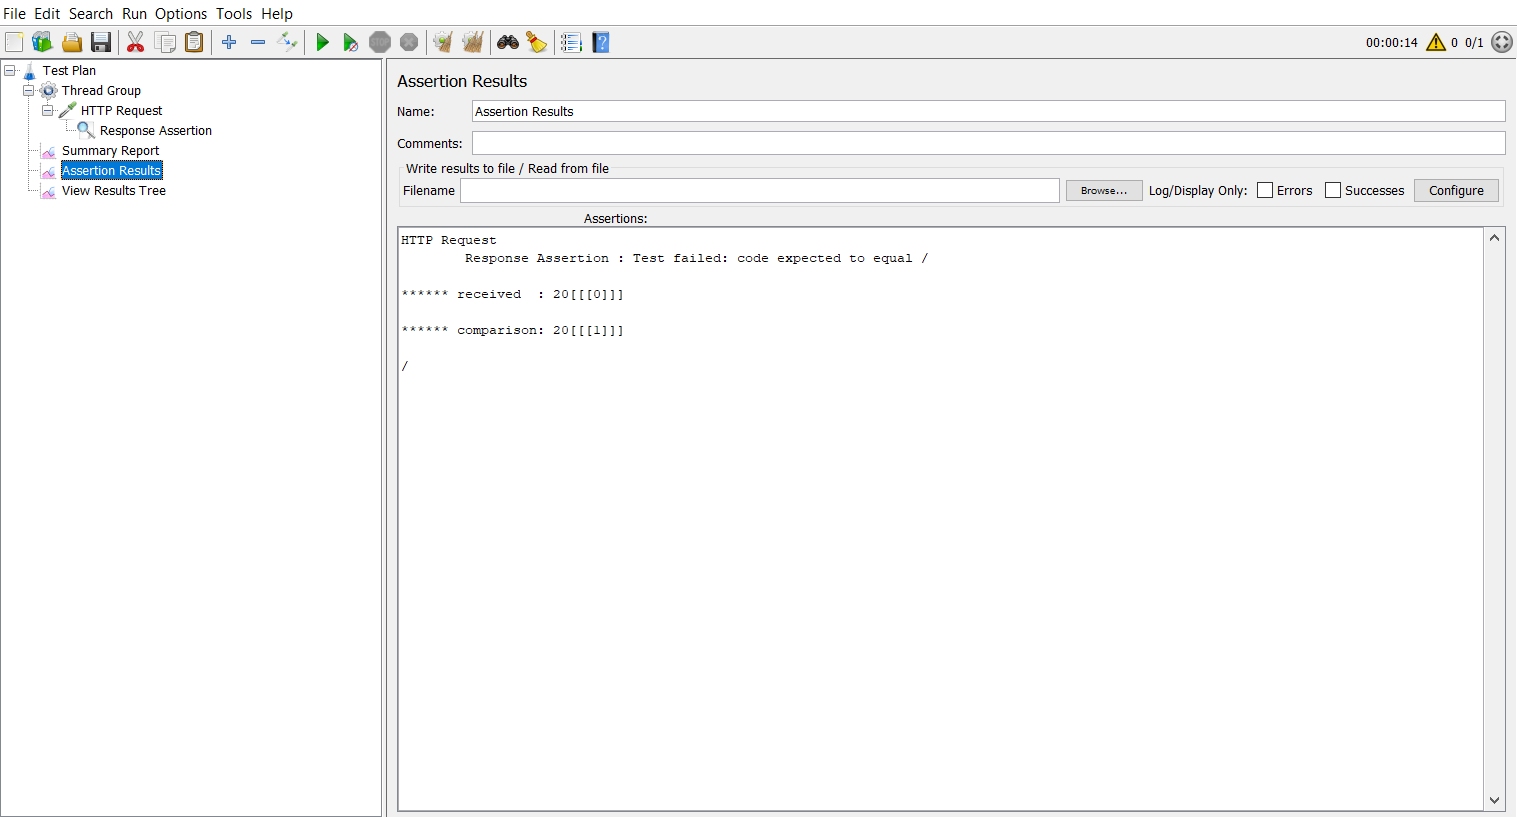 File Edit Search Run Options Tools Help
STOP
00:00:14 0 0/1
Test Plan
Thread Group
HTTP Request
Response Assertion
Summary Report
Assertion Results
View Results Tree
Assertion Results
Name: Assertion Results
Comments:
Write results to file / Read from file
Filename Browse... Log/Display Only: Errors Successes Configure
Assertions:
HTTP Request
Response Assertion : Test failed: code expected to equal /
****** received  : 20[[[0]]]
****** comparison: 20[[[1]]]
/